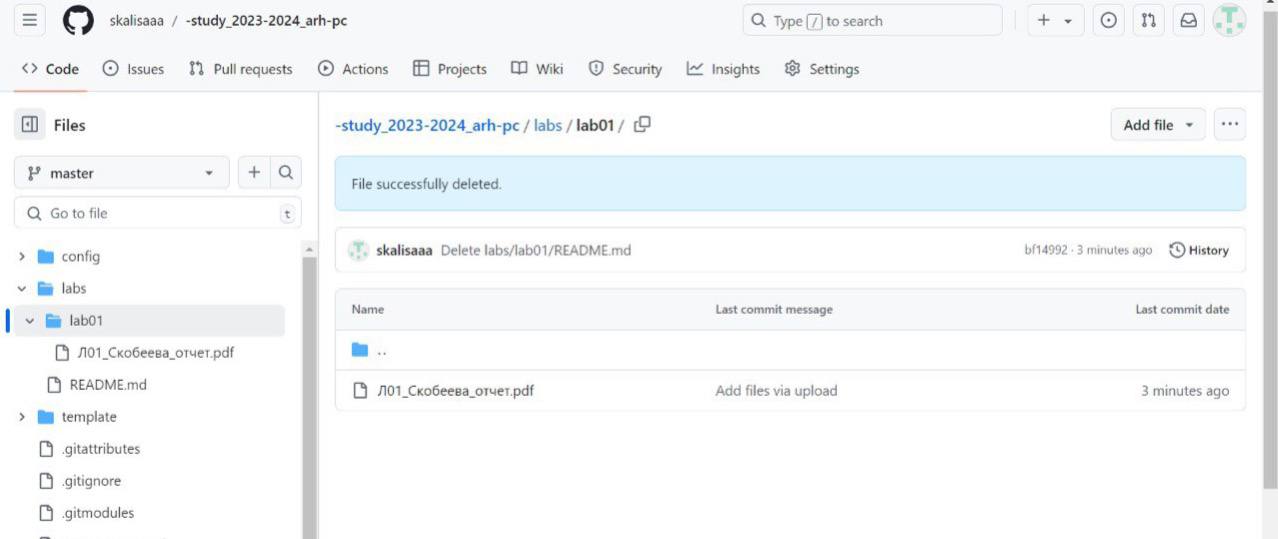 skalisaaa / -study_2023-2024_arh-pc
Type / to search
Code Issues Pull requests Actions Projects Wiki Security Insights Settings
Files
master
Go to file t
config
labs
lab01
Л01_Скобеева_отчет.pdf
README.md
template
.gitattributes
.gitignore
.gitmodules
-study_2023-2024_arh-pc / labs / lab01 /
Add file
File successfully deleted.
skalisaaa Delete labs/lab01/README.md
bf14992 · 3 minutes ago History
Name Last commit message Last commit date
..
Л01_Скобеева_отчет.pdf Add files via upload 3 minutes ago